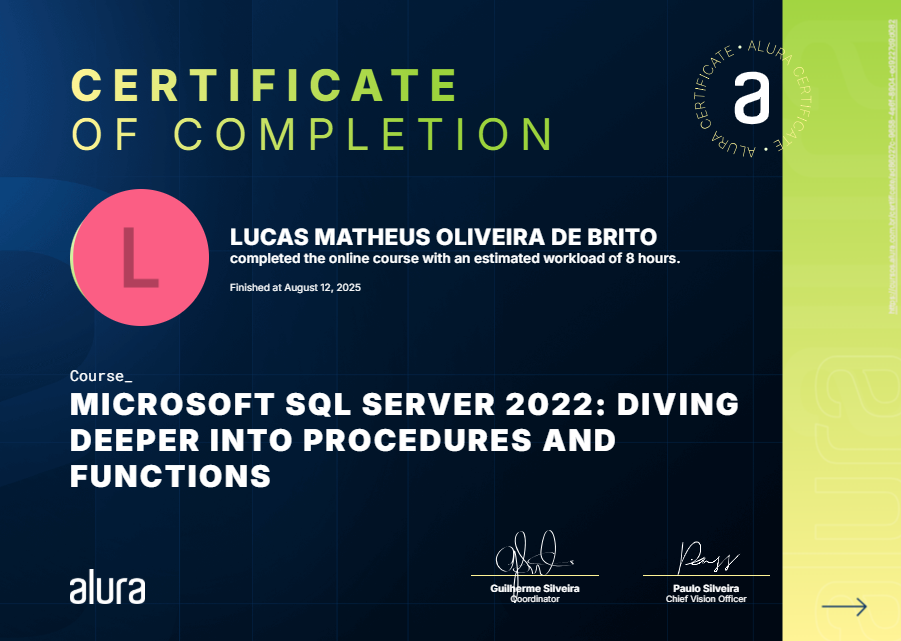 CERTIFICATE
OF COMPLETION
ALURA CERTIFICATE • ALURA CERTIFICATE •
a
L
LUCAS MATHEUS OLIVEIRA DE BRITO
completed the online course with an estimated workload of 8 hours.
Finished at August 12, 2025
Course_
MICROSOFT SQL SERVER 2022: DIVING
DEEPER INTO PROCEDURES AND
FUNCTIONS
alura
Guilherme Silveira
Coordinator
Paulo Silveira
Chief Vision Officer
alura